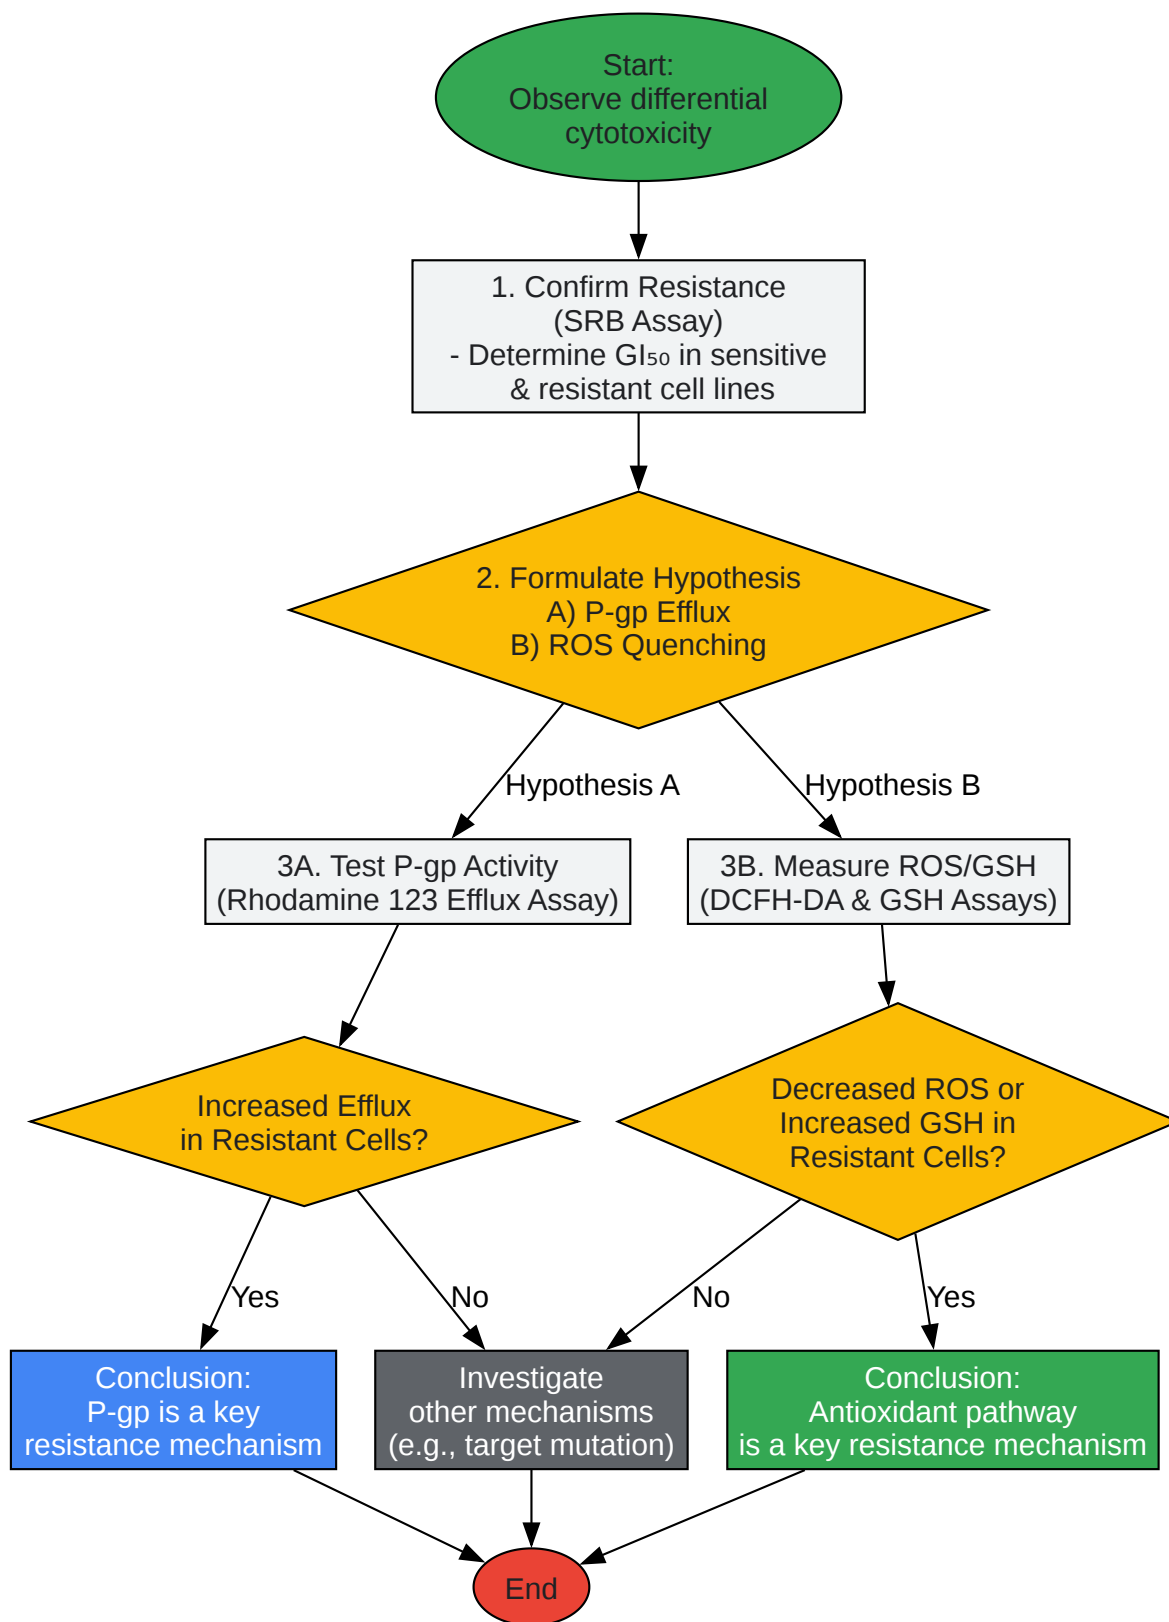 Start:
Observe differential
cytotoxicity
1. Confirm Resistance
(SRB Assay)
- Determine GI₅₀ in sensitive
& resistant cell lines
2. Formulate Hypothesis
A) P-gp Efflux
B) ROS Quenching
Hypothesis A
Hypothesis B
3A. Test P-gp Activity
(Rhodamine 123 Efflux Assay)
3B. Measure ROS/GSH
(DCFH-DA & GSH Assays)
Increased Efflux
in Resistant Cells?
Decreased ROS or
Increased GSH in
Resistant Cells?
Yes
No
No
Yes
Conclusion:
P-gp is a key
resistance mechanism
Investigate
other mechanisms
(e.g., target mutation)
Conclusion:
Antioxidant pathway
is a key resistance mechanism
End